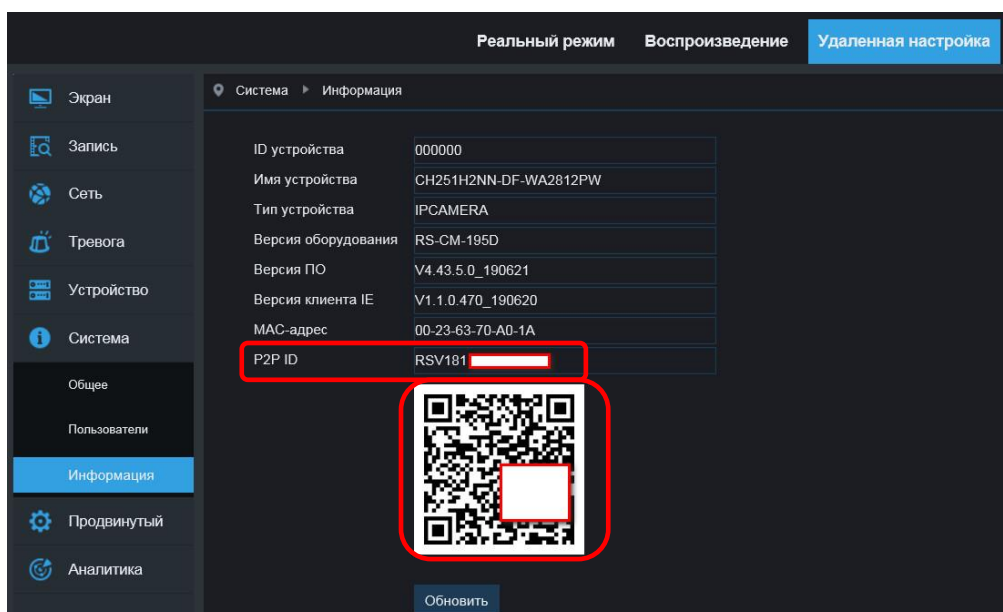 Реальный режим Воспроизведение Удаленная настройка
Экран
Запись
Сеть
Тревога
Устройство
Система
Общее
Пользователи
Информация
Продвинутый
Аналитика
Система Информация
ID устройства 000000
Имя устройства CH251H2NN-DF-WA2812PW
Тип устройства IPCAMERA
Версия оборудования RS-CM-195D
Версия ПО V4.43.5.0_190621
Версия клиента IE V1.1.0.470_190620
MAC-адрес 00-23-63-70-A0-1A
P2P ID RSV181
Обновить